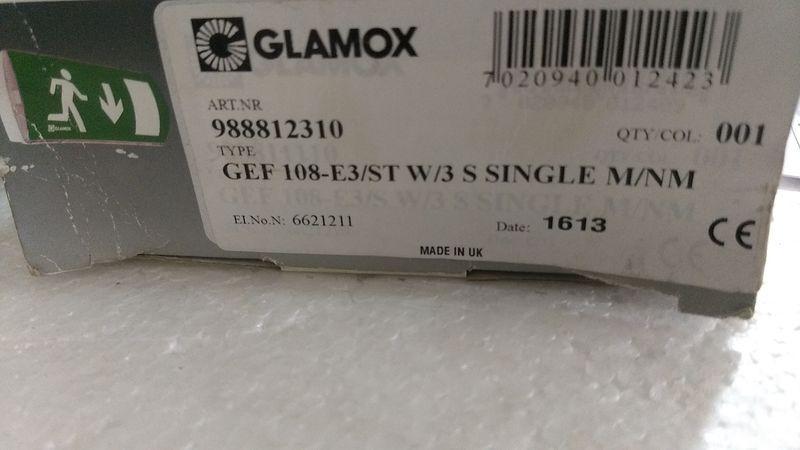 GLAMOX
7 020940 012423
GLAMOX
ART.NR
988812310
QTY/COL: 001
TYPE
GEF 108-E3/ST W/3 S SINGLE M/NM
El.No.N: 6621211
Date: 1613
CE
MADE IN UK